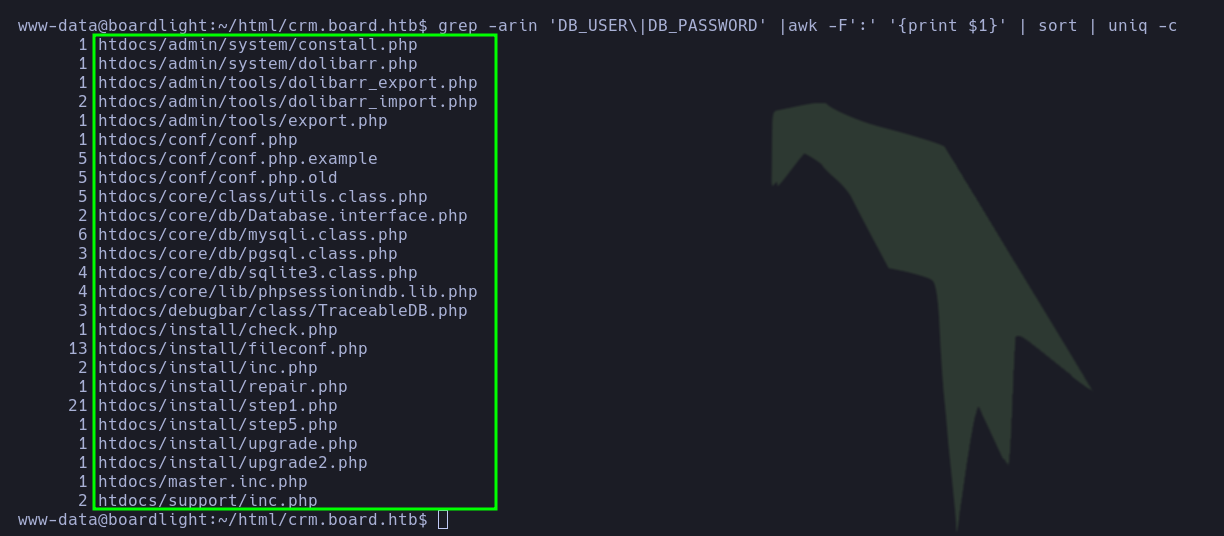 www-data@boardlight:~/html/crm.board.htb$ grep -arin 'DB_USER\|DB_PASSWORD' |awk -F':' '{print $1}' | sort | uniq -c
1 htdocs/admin/system/constall.php
1 htdocs/admin/system/dolibarr.php
1 htdocs/admin/tools/dolibarr_export.php
2 htdocs/admin/tools/dolibarr_import.php
1 htdocs/admin/tools/export.php
1 htdocs/conf/conf.php
5 htdocs/conf/conf.php.example
5 htdocs/conf/conf.php.old
5 htdocs/core/class/utils.class.php
2 htdocs/core/db/Database.interface.php
6 htdocs/core/db/mysqli.class.php
3 htdocs/core/db/pgsql.class.php
4 htdocs/core/db/sqlite3.class.php
4 htdocs/core/lib/phpsessionindb.lib.php
3 htdocs/debugbar/class/TraceableDB.php
1 htdocs/install/check.php
13 htdocs/install/fileconf.php
2 htdocs/install/inc.php
1 htdocs/install/repair.php
21 htdocs/install/step1.php
1 htdocs/install/step5.php
1 htdocs/install/upgrade.php
1 htdocs/install/upgrade2.php
1 htdocs/master.inc.php
2 htdocs/support/inc.php
www-data@boardlight:~/html/crm.board.htb$